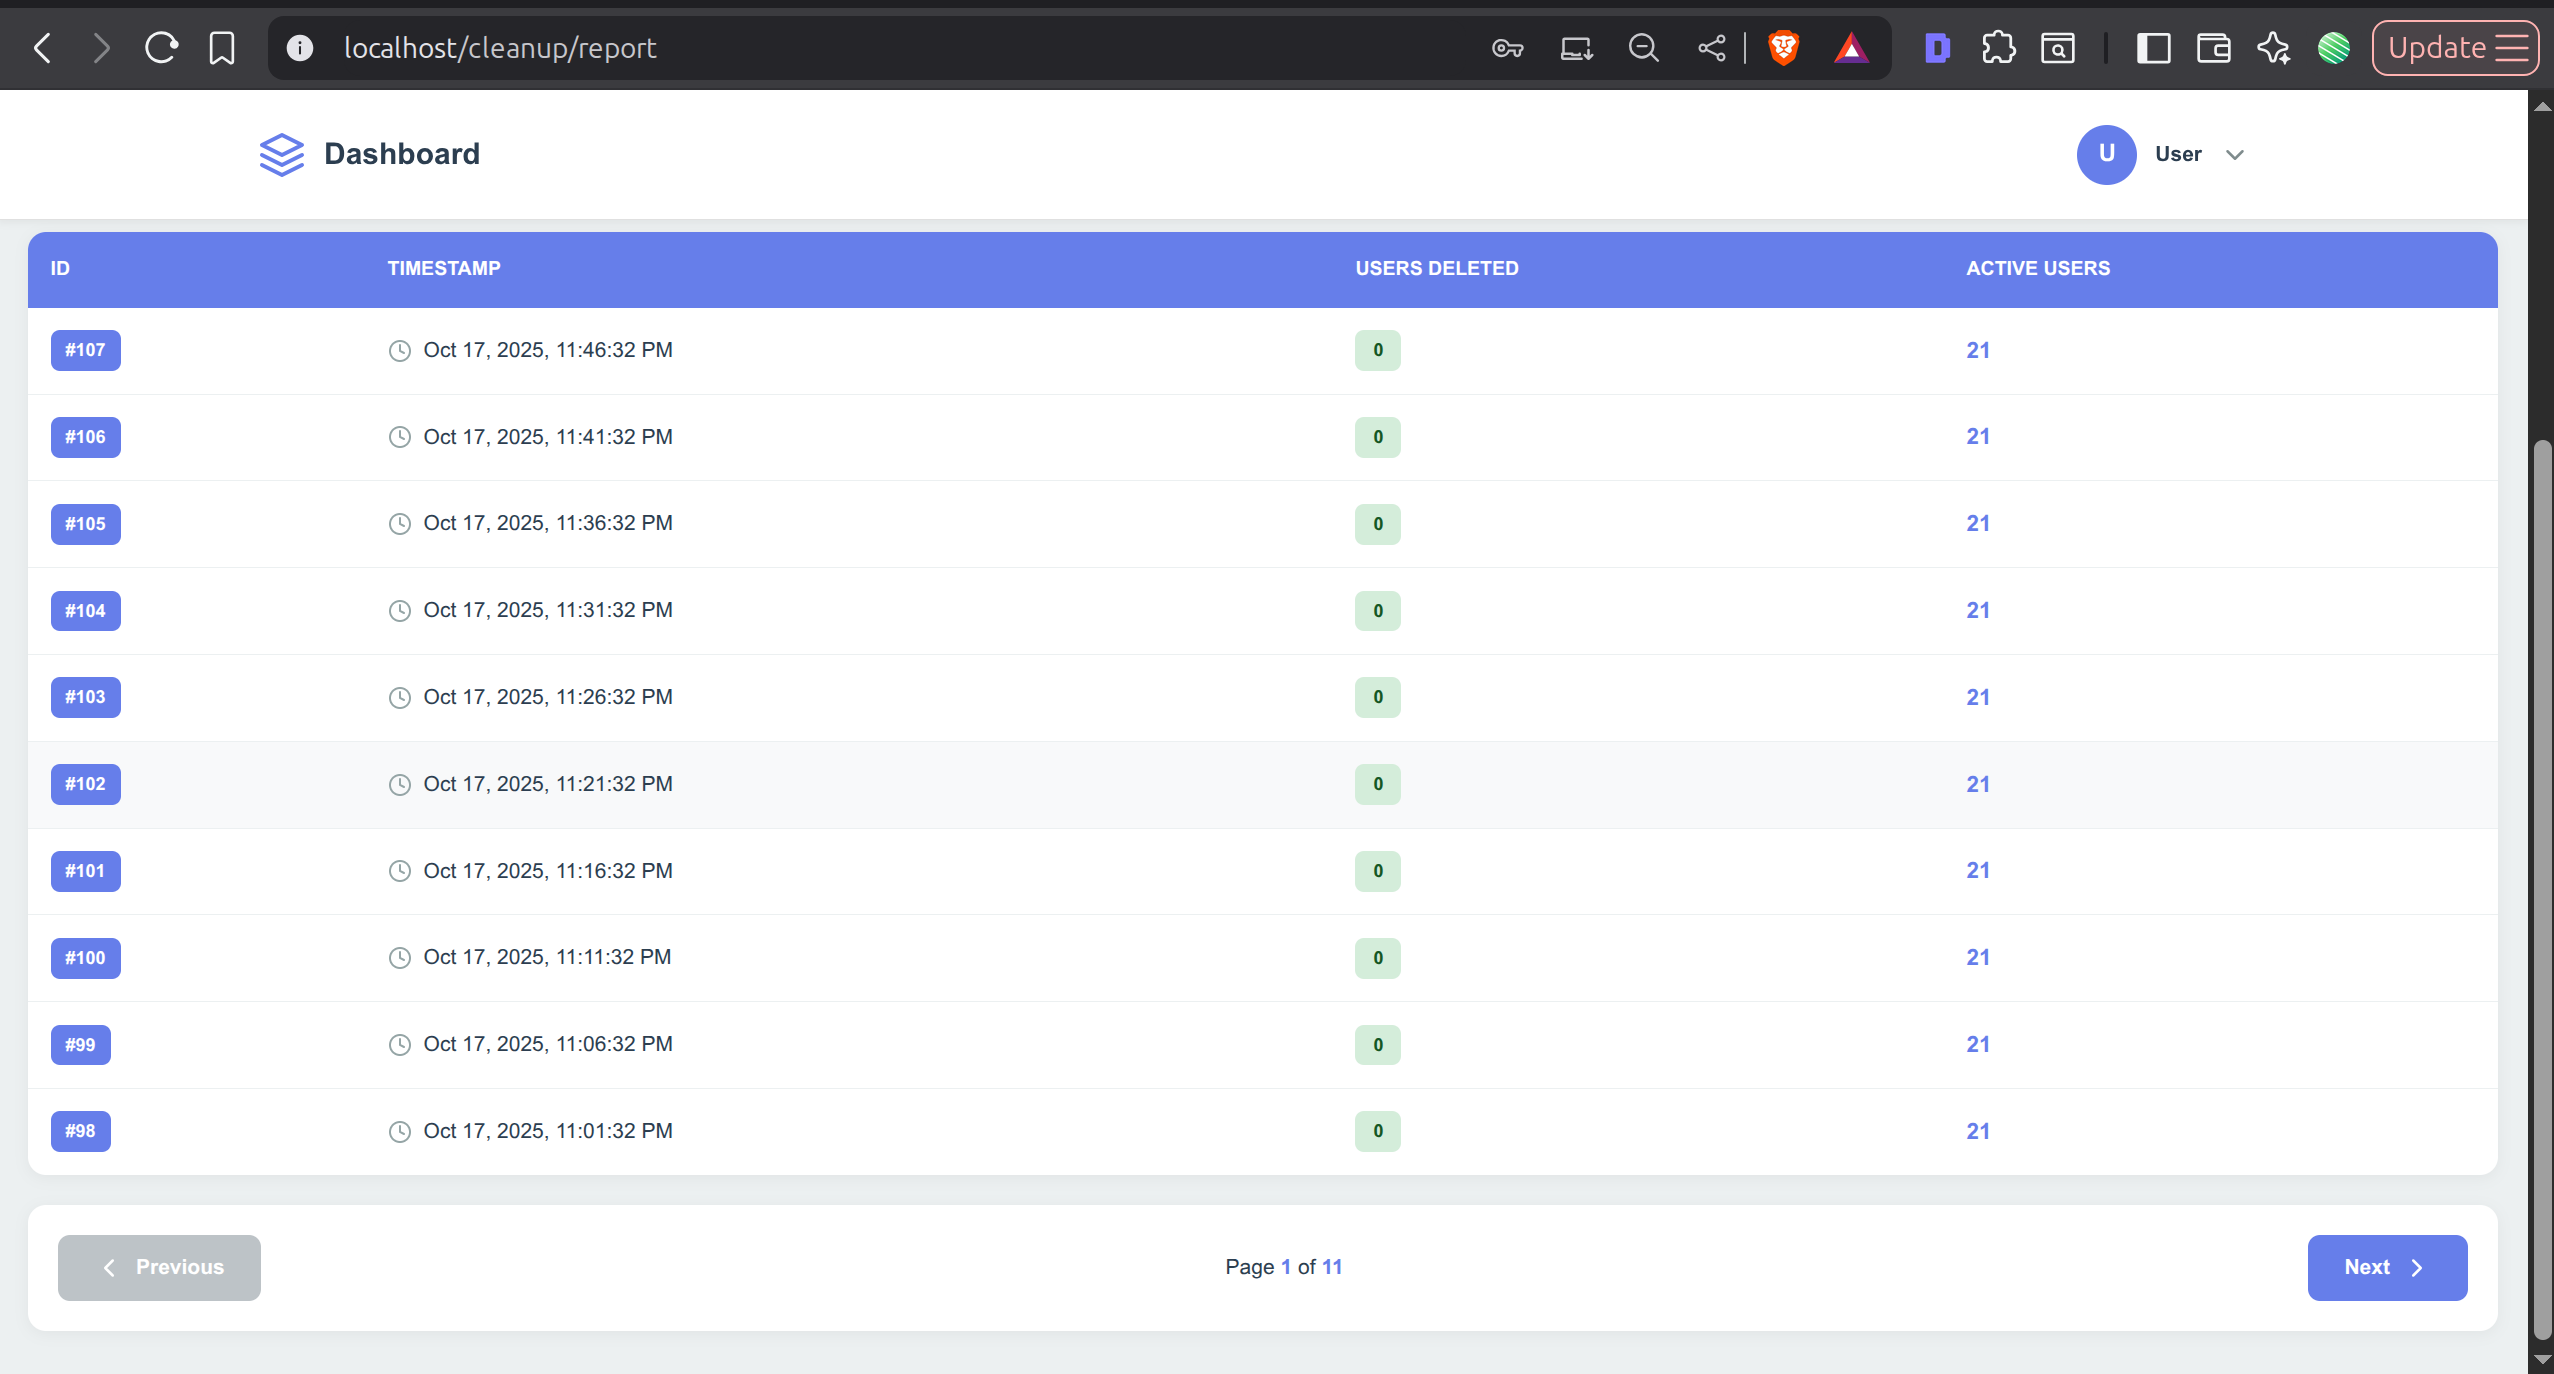 localhost/cleanup/report
Update
Dashboard
U User
ID TIMESTAMP USERS DELETED ACTIVE USERS
#107 Oct 17, 2025, 11:46:32 PM 0 21
#106 Oct 17, 2025, 11:41:32 PM 0 21
#105 Oct 17, 2025, 11:36:32 PM 0 21
#104 Oct 17, 2025, 11:31:32 PM 0 21
#103 Oct 17, 2025, 11:26:32 PM 0 21
#102 Oct 17, 2025, 11:21:32 PM 0 21
#101 Oct 17, 2025, 11:16:32 PM 0 21
#100 Oct 17, 2025, 11:11:32 PM 0 21
#99 Oct 17, 2025, 11:06:32 PM 0 21
#98 Oct 17, 2025, 11:01:32 PM 0 21
Previous Page 1 of 11 Next